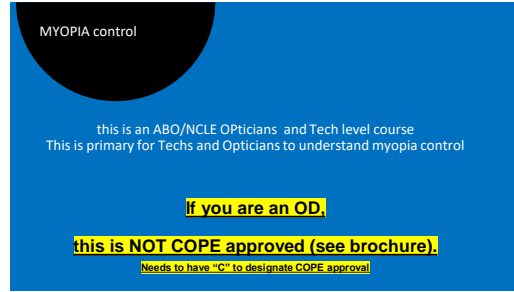 MYOPIA control
this is an ABO/NCLE OPticians and Tech level course
This is primary for Techs and Opticians to understand myopia control
If you are an OD,
this is NOT COPE approved (see brochure).
Needs to have "C" to designate COPE approval